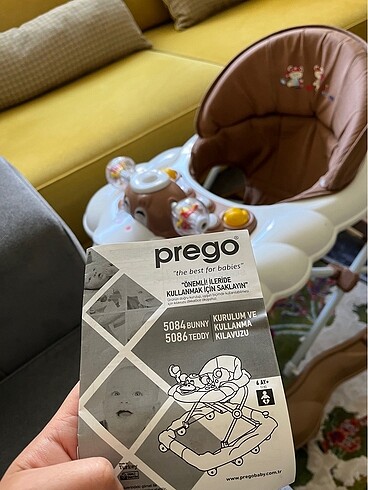 prego®
"the best for babies"
"ÖNEMLİ! İLERİDE
KULLANMAK İÇİN SAKLAYIN"
5084 BUNNY
5086 TEDDY
KURULUM VE
KULLANMA
KILAVUZU
6 AY+
www.pregobaby.com.tr